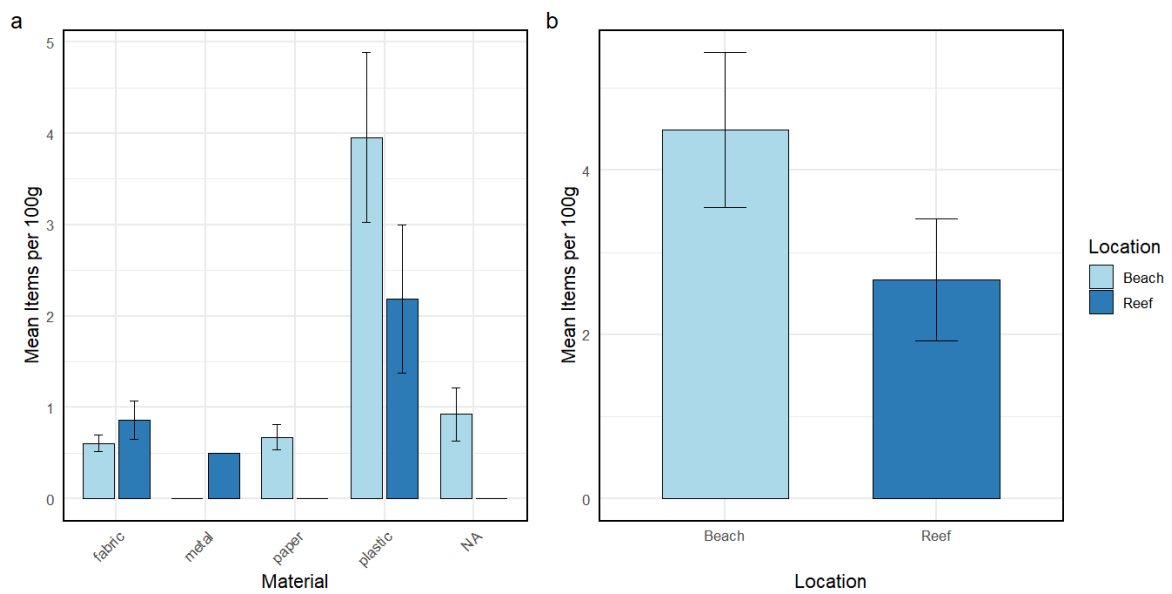 a
Mean Items per 100g
5
4
3
2
1
0
fabric
metal
paper
plastic
NA
Material
b
Mean Items per 100g
4
2
0
Beach
Reef
Location
Location
Beach
Reef